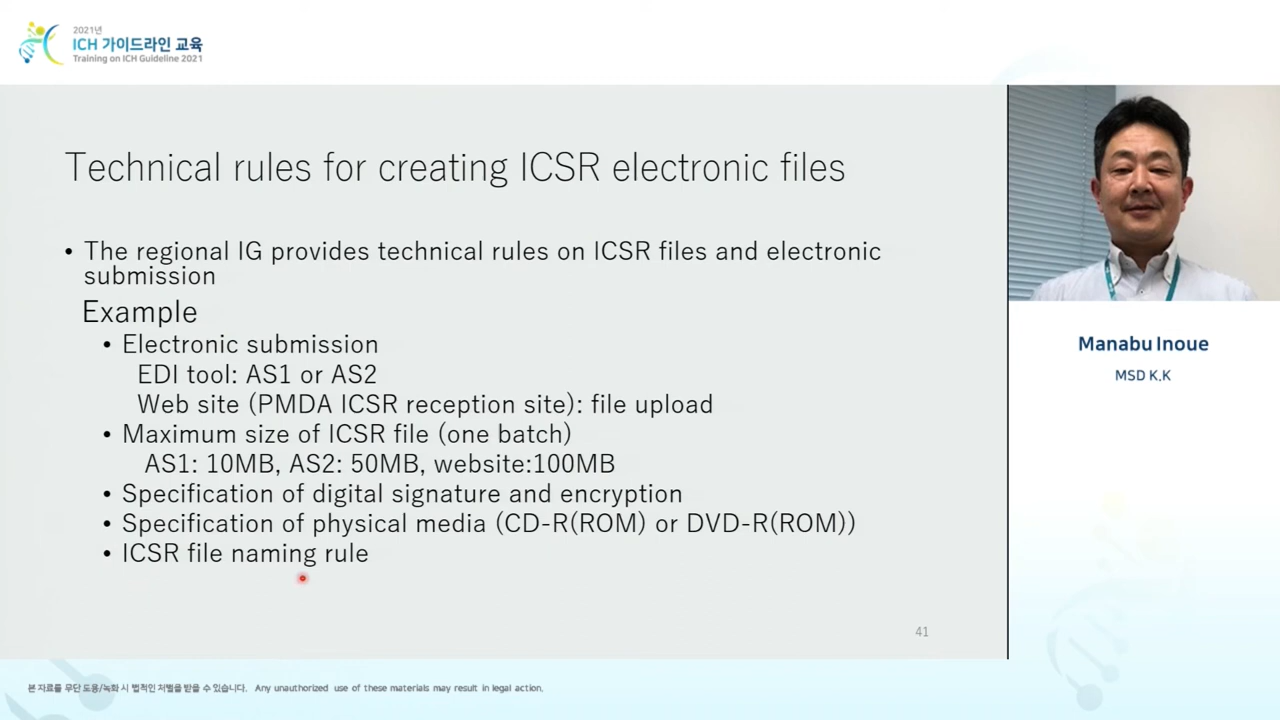 2021년
ICH 가이드라인 교육
Training on ICH Guideline 2021
Technical rules for creating ICSR electronic files
• The regional IG provides technical rules on ICSR files and electronic
submission
Example
• Electronic submission
EDI tool: AS1 or AS2
Web site (PMDA ICSR reception site): file upload
• Maximum size of ICSR file (one batch)
AS1: 10MB, AS2: 50MB, website:100MB
• Specification of digital signature and encryption
• Specification of physical media (CD-R(ROM) or DVD-R(ROM))
• ICSR file naming rule
41
Manabu Inoue
MSD K.K
본 자료를 무단 도용/녹화 시 법적인 처벌을 받을 수 있습니다. Any unauthorized use of these materials may result in legal action.